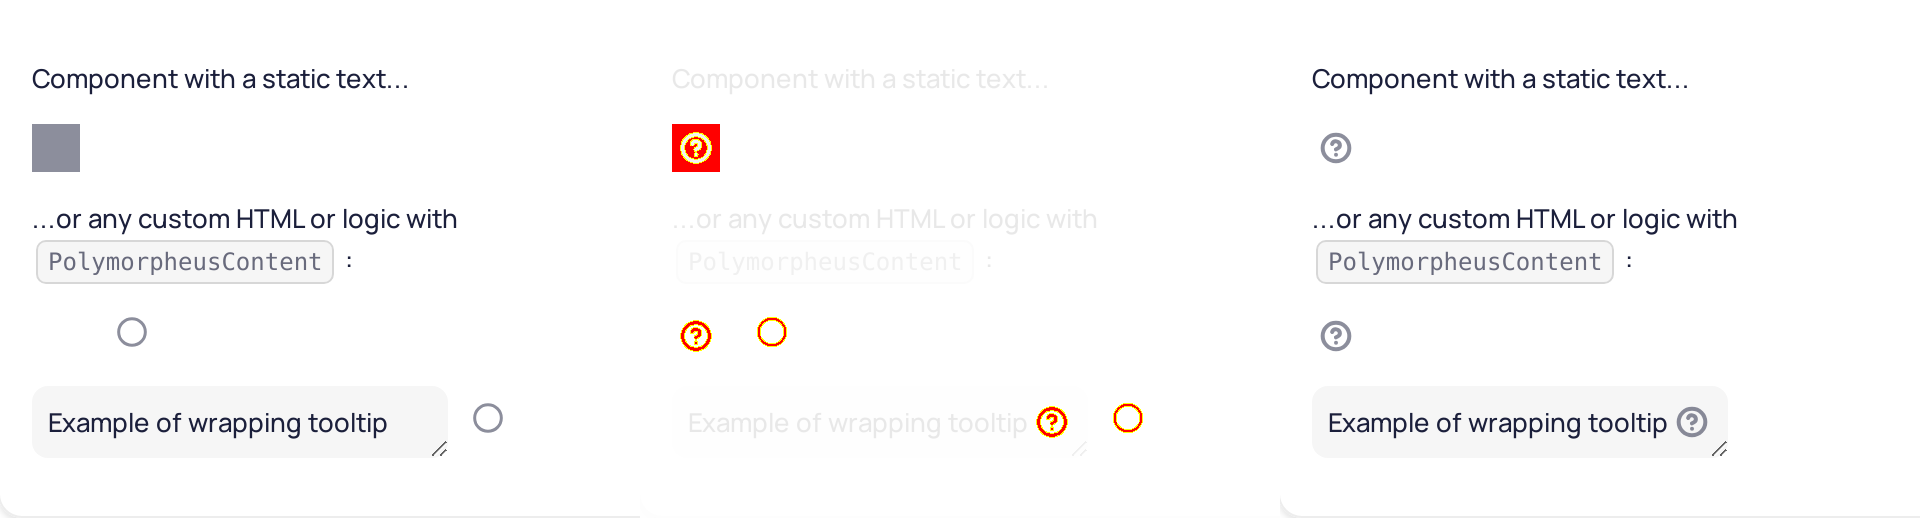 Component with a static text...
...or any custom HTML or logic with
PolymorpheusContent :
Example of wrapping tooltip
Component with a static text...
?
...or any custom HTML or logic with
PolymorpheusContent :
?
Example of wrapping tooltip ?
Component with a static text...
?
...or any custom HTML or logic with
PolymorpheusContent :
?
Example of wrapping tooltip ?